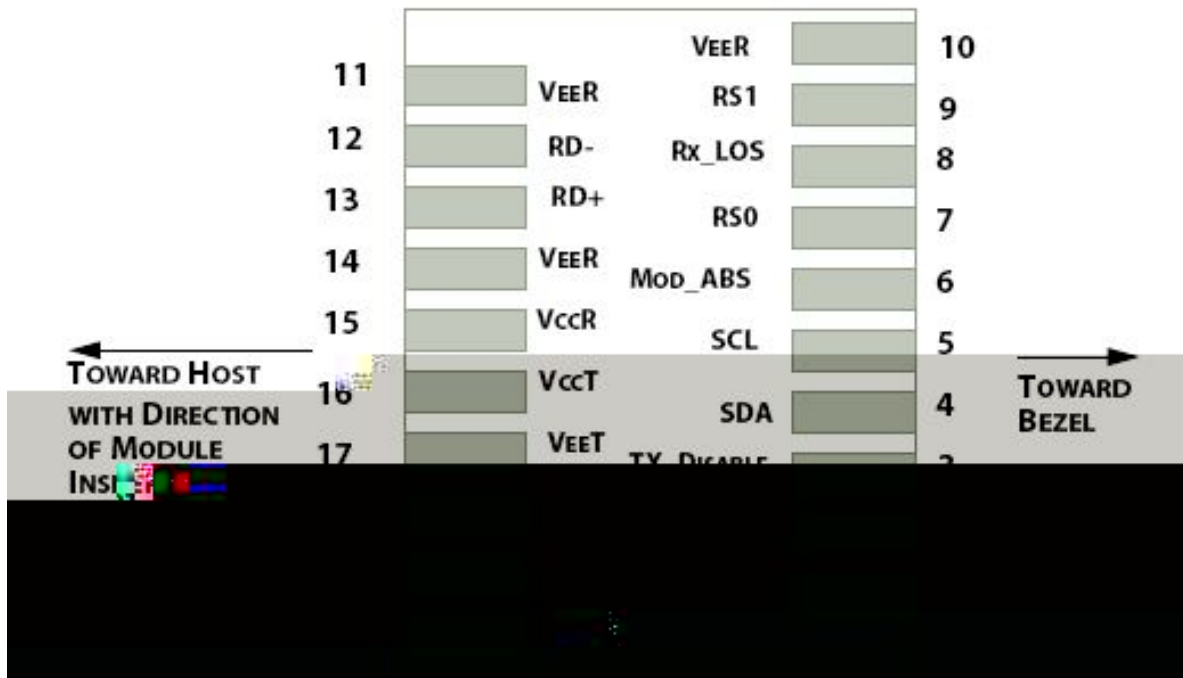 VEER 10
11 VEER
RS1 9
12 RD-
Rx_LOS 8
13 RD+
RS0 7
14 VEER
MOD_ABS 6
15 VCCR
SCL 5
TOWARD HOST
WITH DIRECTION
OF MODULE
16 VCCT
SDA 4
17 VEET
TX_DISABLE
TOWARD
BEZEL